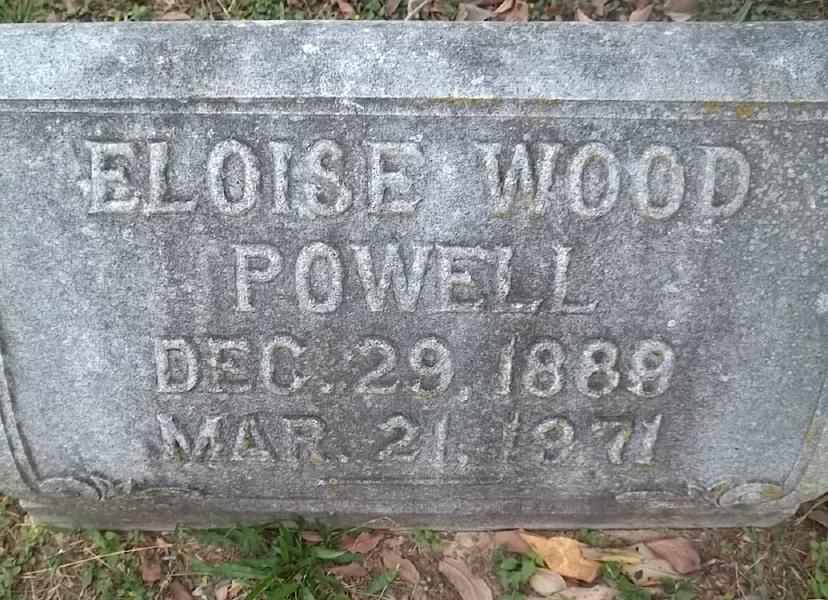 ELOISE WOOD
POWELL
DEC. 29, 1889
MAR. 21, 1971